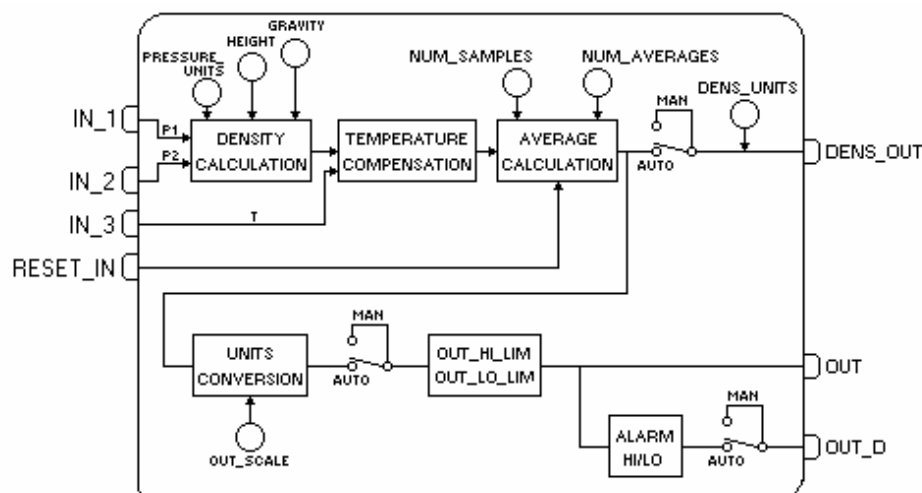 GRAVITY
HEIGHT
PRESSURE_
UNITS
NUM_SAMPLES
NUM_AVERAGES
DENS_UNITS
MAN
IN_1
P1
DENSITY
CALCULATION
TEMPERATURE
COMPENSATION
AVERAGE
CALCULATION
AUTO
DENS_OUT
P2
IN_2
IN_3
T
RESET_IN
MAN
UNITS
CONVERSION
AUTO
OUT_HI_LIM
OUT_LO_LIM
OUT
OUT_SCALE
MAN
ALARM
HI/LO
AUTO
OUT_D